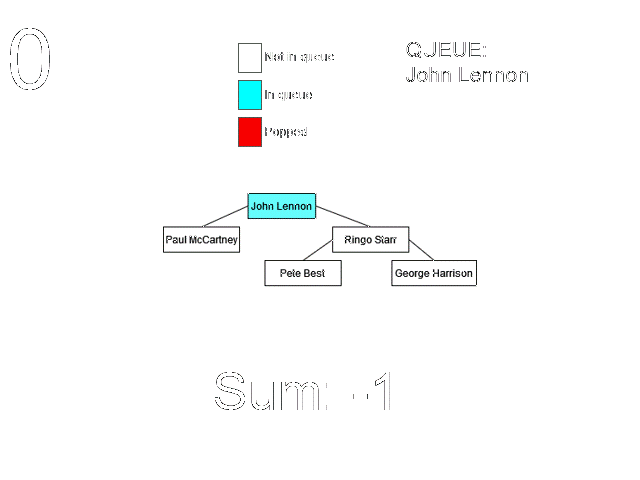 0
Not in queue
In queue
Popped
QUEUE:
John Lennon
John Lennon
Paul McCartney
Ringo Starr
Pete Best
George Harrison
Sum: -1